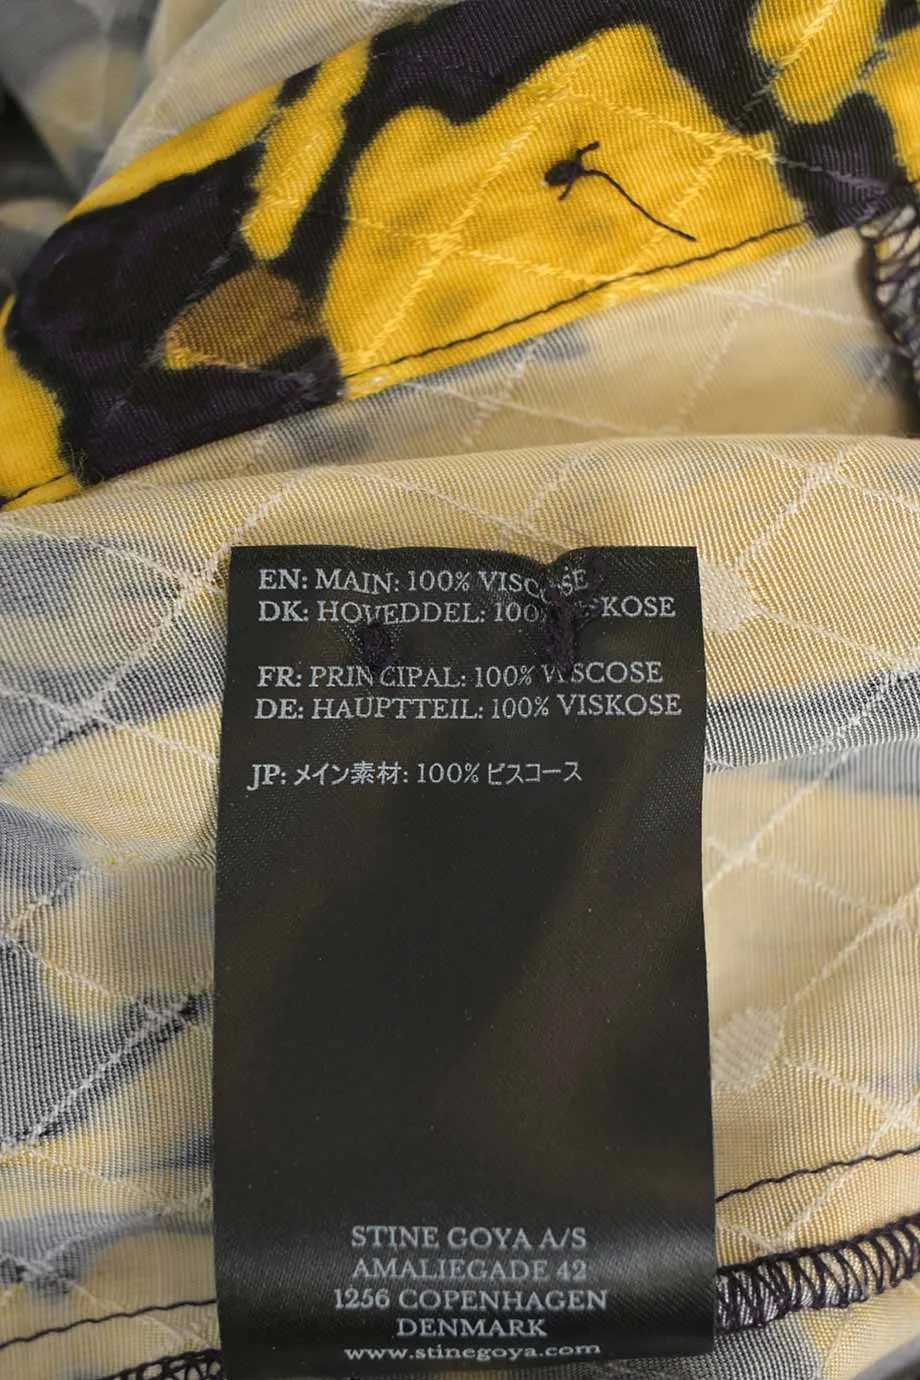 EN: MAIN: 100% VISCOSE
DK: HOVEDDEL: 100% VISKOSE
FR: PRINCIPAL: 100% VISCOSE
DE: HAUPTTEIL: 100% VISKOSE
JP: メイン素材: 100% ビスコース
STINE GOYA A/S
AMALIEGADE 42
1256 COPENHAGEN
DENMARK
www.stinegoya.com